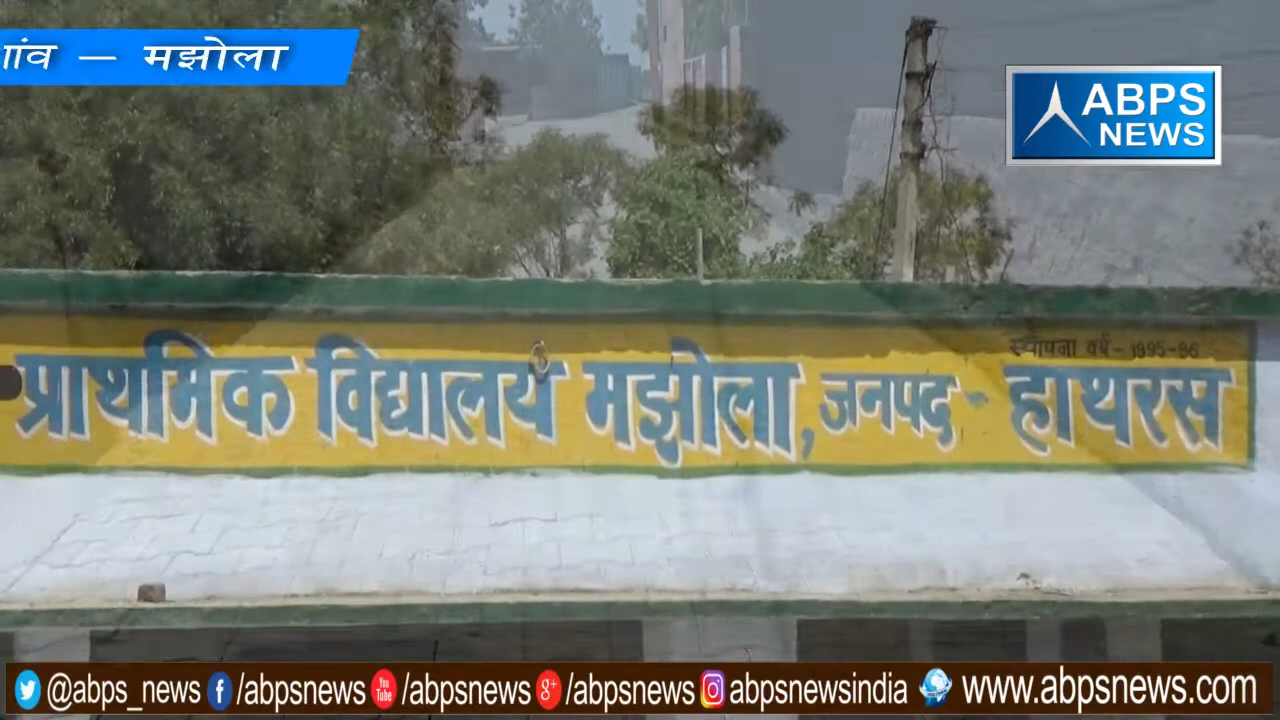 गांव — मझोला
ABPS
NEWS
स्थापना वर्ष - 1995-96
प्राथमिक विद्यालय मझोला, जनपद - हाथरस
@abps_news /abpsnews /abpsnews /abpsnews abpsnewsindia www.abpsnews.com